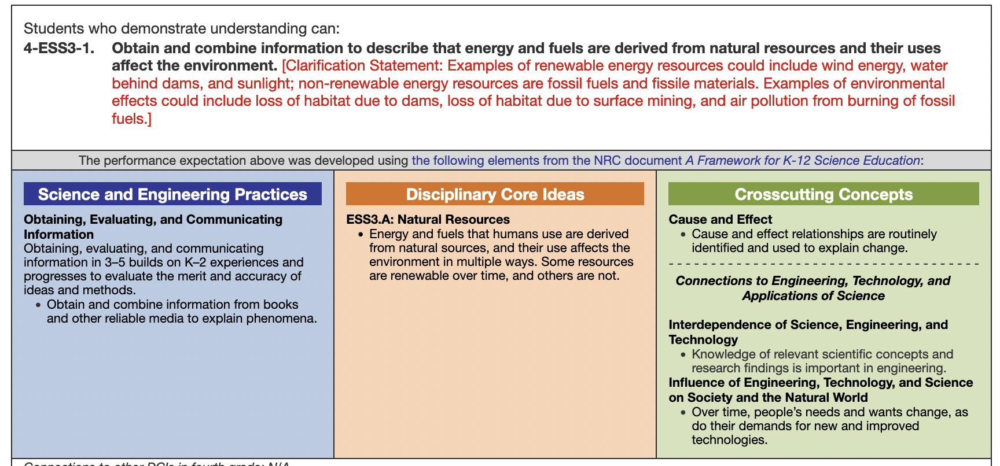 Students who demonstrate understanding can:
4-ESS3-1. Obtain and combine information to describe that energy and fuels are derived from natural resources and their uses
affect the environment. [Clarification Statement: Examples of renewable energy resources could include wind energy, water
behind dams, and sunlight; non-renewable energy resources are fossil fuels and fissile materials. Examples of environmental
effects could include loss of habitat due to dams, loss of habitat due to surface mining, and air pollution from burning of fossil
fuels.]
The performance expectation above was developed using the following elements from the NRC document A Framework for K-12 Science Education:
Science and Engineering Practices
Obtaining, Evaluating, and Communicating
Information
Obtaining, evaluating, and communicating
information in 3–5 builds on K–2 experiences and
progresses to evaluate the merit and accuracy of
ideas and methods.
• Obtain and combine information from books
and other reliable media to explain phenomena.
Disciplinary Core Ideas
ESS3.A: Natural Resources
• Energy and fuels that humans use are derived
from natural sources, and their use affects the
environment in multiple ways. Some resources
are renewable over time, and others are not.
Crosscutting Concepts
Cause and Effect
• Cause and effect relationships are routinely
identified and used to explain change.
Connections to Engineering, Technology, and
Applications of Science
Interdependence of Science, Engineering, and
Technology
• Knowledge of relevant scientific concepts and
research findings is important in engineering.
Influence of Engineering, Technology, and Science
on Society and the Natural World
• Over time, people’s needs and wants change, as
do their demands for new and improved
technologies.
Connections to other DCIs in fourth grade: N/A